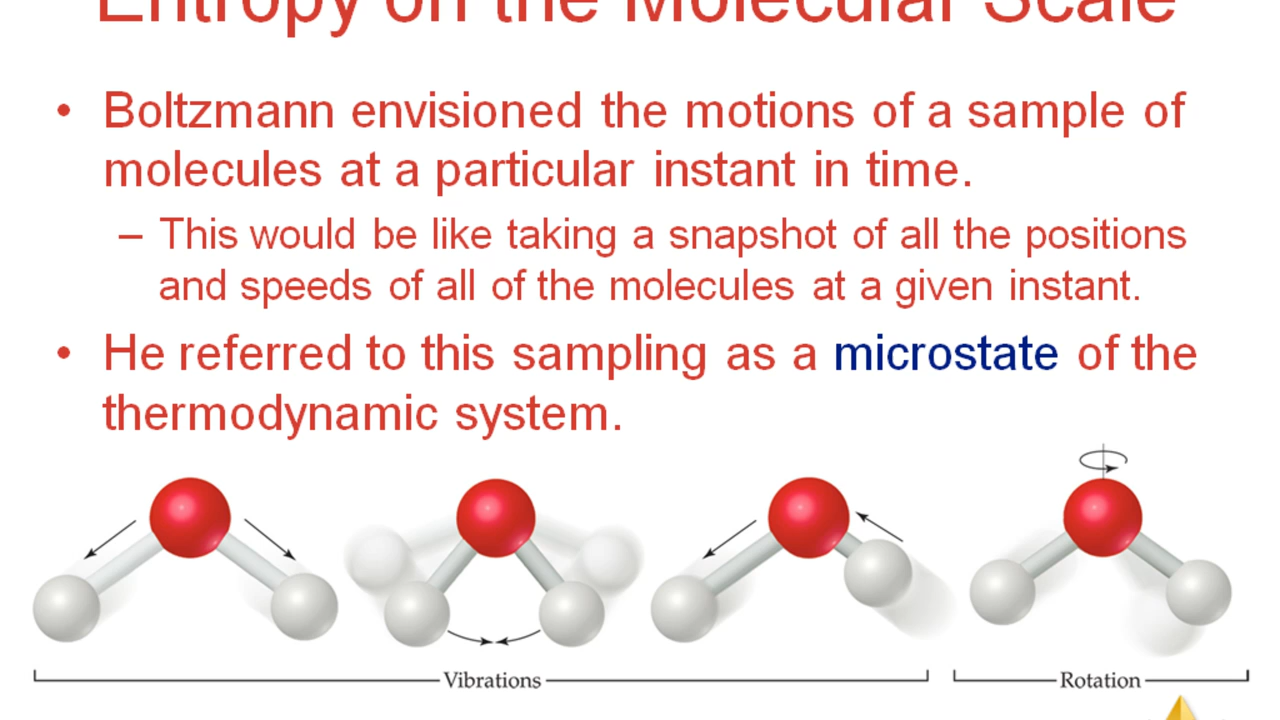 Entropy on the Molecular Scale
• Boltzmann envisioned the motions of a sample of
molecules at a particular instant in time.
– This would be like taking a snapshot of all the positions
and speeds of all of the molecules at a given instant.
• He referred to this sampling as a microstate of the
thermodynamic system.
Vibrations Rotation